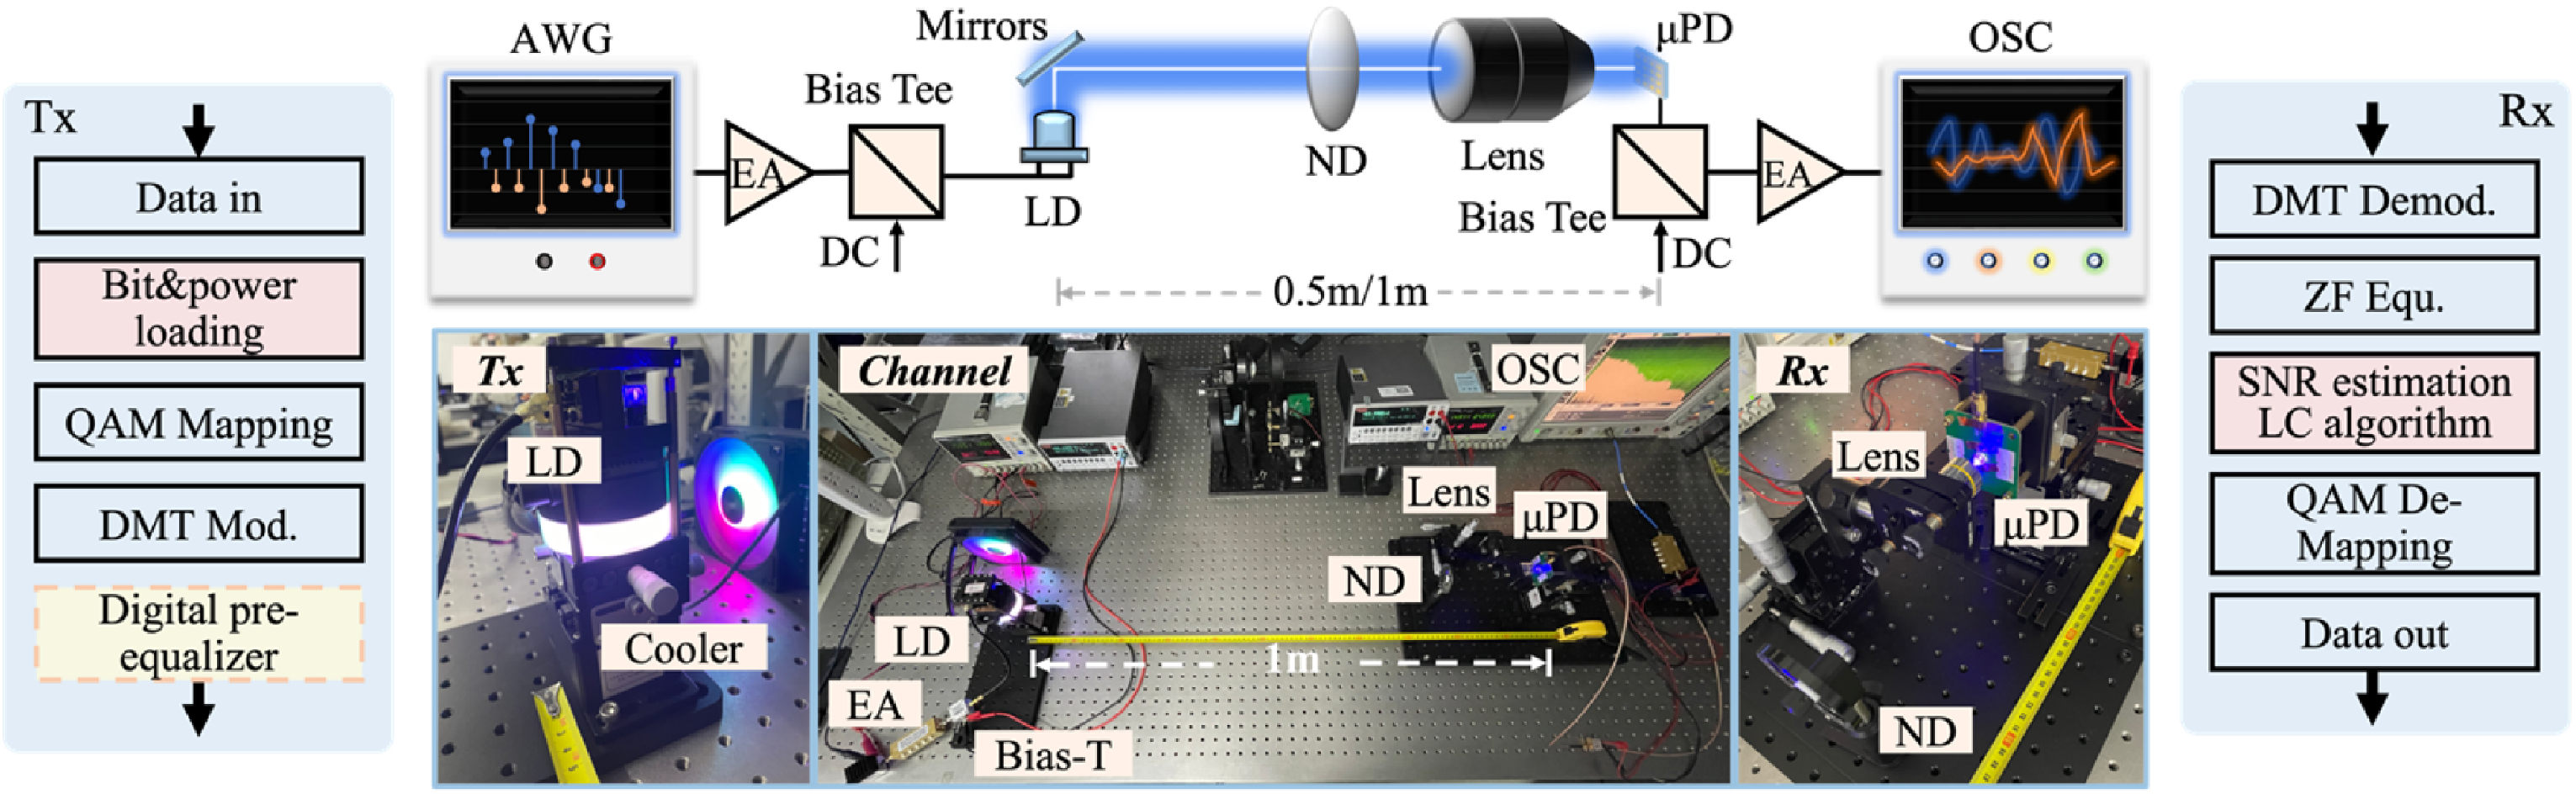 Tx
Data in
Bit&power
loading
QAM Mapping
DMT Mod.
Digital pre-
equalizer
AWG
EA
Bias Tee
DC
Mirrors
LD
0.5m/1m
ND
Lens
μPD
Bias Tee
DC
EA
OSC
Tx
LD
Cooler
Channel
OSC
Lens
μPD
ND
LD
1m
EA
Bias-T
Rx
Lens
μPD
ND
Rx
DMT Demod.
ZF Equ.
SNR estimation
LC algorithm
QAM De-
Mapping
Data out